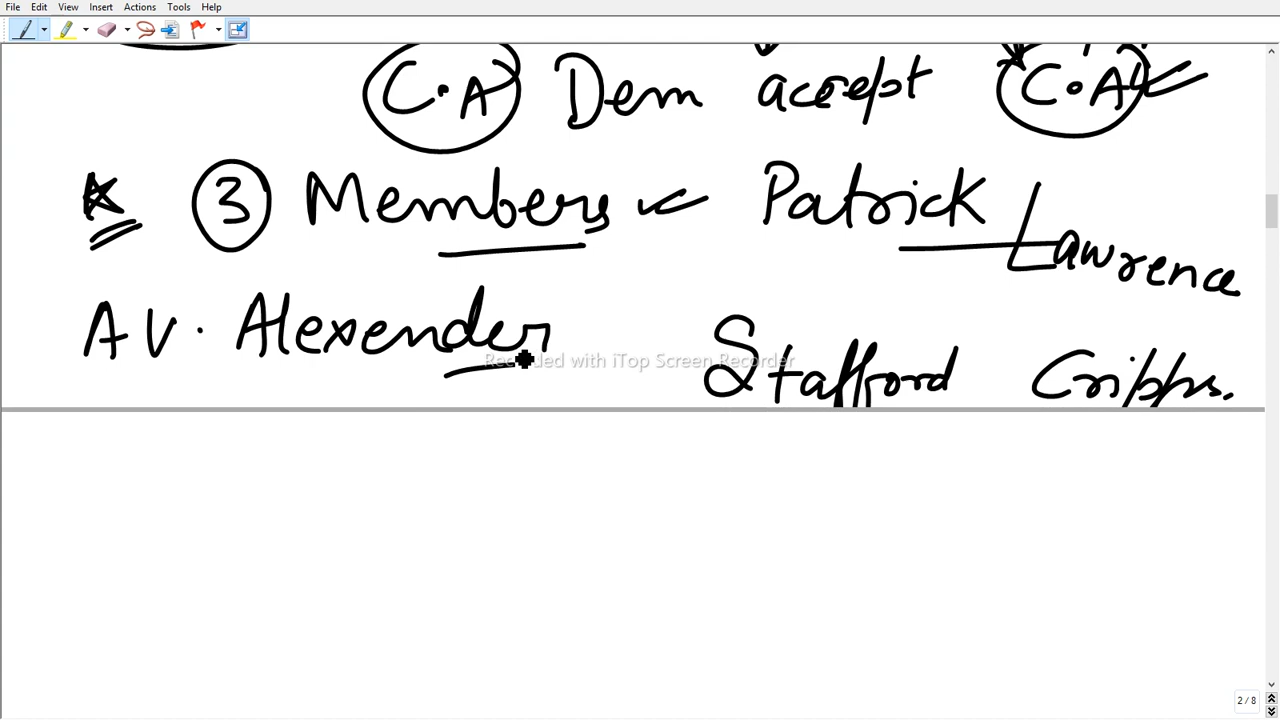 File Edit View Insert Actions Tools Help
C.A Dem accept C.A
3 Members Patrick Lawrence
A V. Alexender Stafford Cripps.
Recorded with iTop Screen Recorder
2 / 8